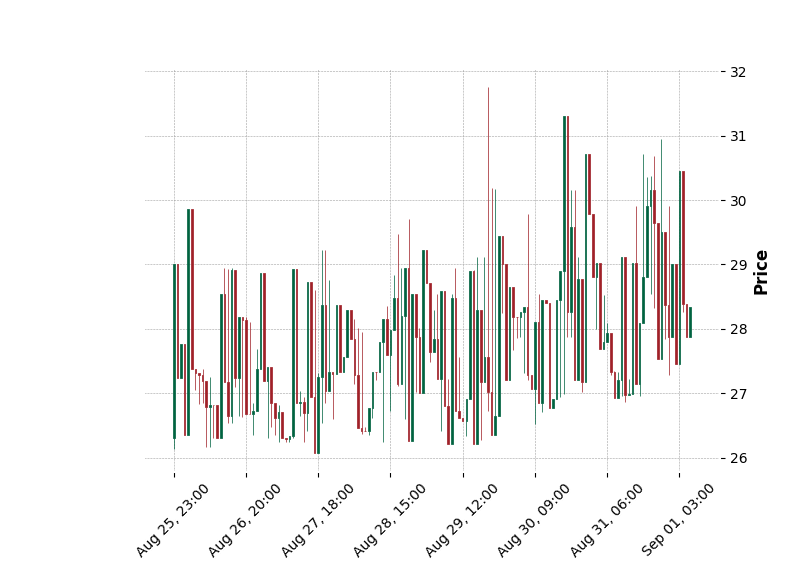 32
31
30
29
28
27
26
Price
Aug 25, 23:00
Aug 26, 20:00
Aug 27, 18:00
Aug 28, 15:00
Aug 29, 12:00
Aug 30, 09:00
Aug 31, 06:00
Sep 01, 03:00